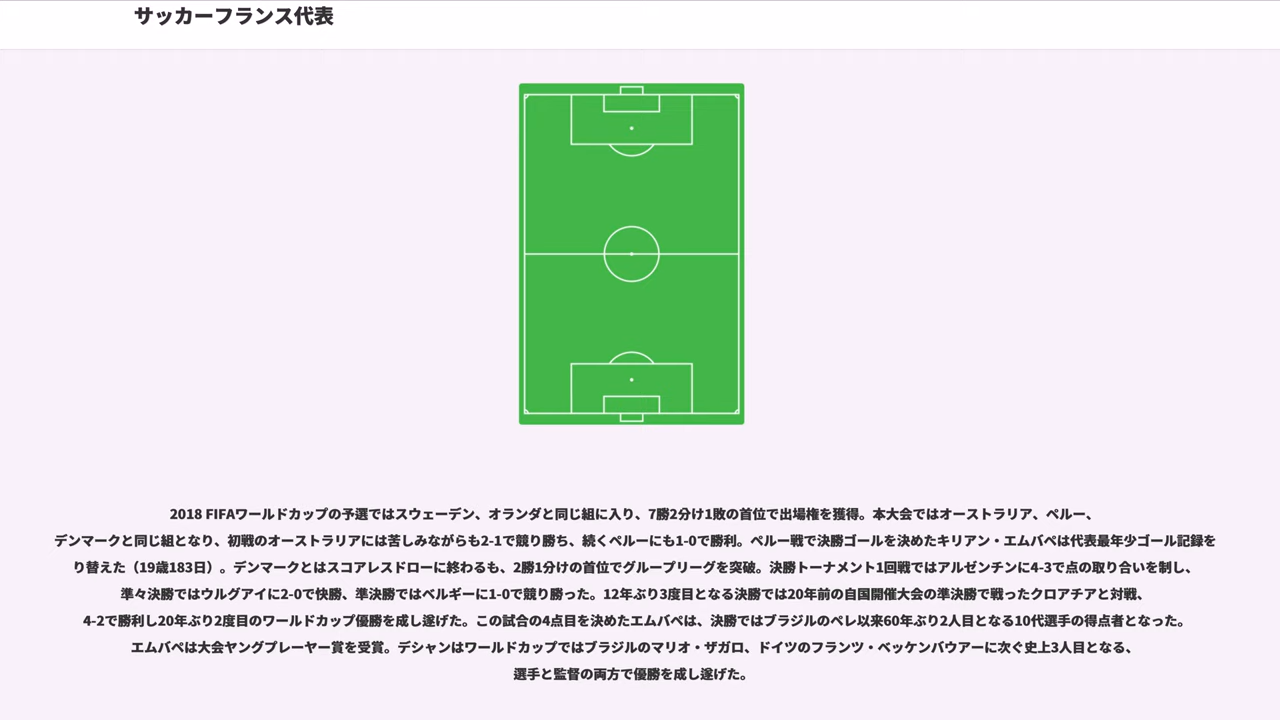 サッカーフランス代表
2018 FIFAワールドカップの予選ではスウェーデン、オランダと同じ組に入り、7勝2分け1敗の首位で出場権を獲得。本大会ではオーストラリア、ペルー、
デンマークと同じ組となり、初戦のオーストラリアには苦しみながらも2-1で競り勝ち、続くペルーにも1-0で勝利。ペルー戦で決勝ゴールを決めたキリアン・エムバペは代表最年少ゴール記録を
り替えた（19歳183日）。デンマークとはスコアレスドローに終わるも、2勝1分けの首位でグループリーグを突破。決勝トーナメント1回戦ではアルゼンチンに4-3で点の取り合いを制し、
準々決勝ではウルグアイに2-0で快勝、準決勝ではベルギーに1-0で競り勝った。12年ぶり3度目となる決勝では20年前の自国開催大会の準決勝で戦ったクロアチアと対戦、
4-2で勝利し20年ぶり2度目のワールドカップ優勝を成し遂げた。この試合の4点目を決めたエムバペは、決勝ではブラジルのペレ以来60年ぶり2人目となる10代選手の得点者となった。
エムバペは大会ヤングプレーヤー賞を受賞。デシャンはワールドカップではブラジルのマリオ・ザガロ、ドイツのフランツ・ベッケンバウアーに次ぐ史上3人目となる、
選手と監督の両方で優勝を成し遂げた。